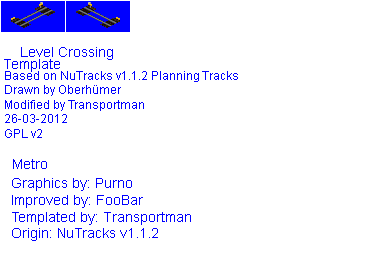 Level Crossing
Template
Based on NuTracks v1.1.2 Planning Tracks
Drawn by Oberhümer
Modified by Transportman
26-03-2012
GPL v2
Metro
Graphics by: Purno
Improved by: FooBar
Templated by: Transportman
Origin: NuTracks v1.1.2